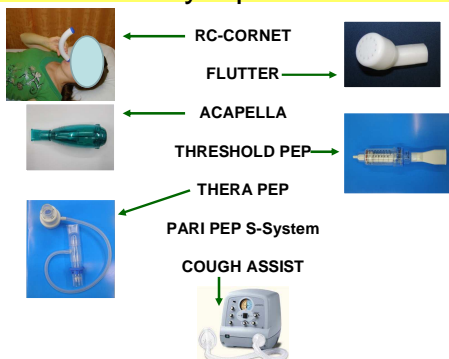 RC-CORNET
FLUTTER
ACAPELLA
THRESHOLD PEP
THERA PEP
PARI PEP S-System
COUGH ASSIST